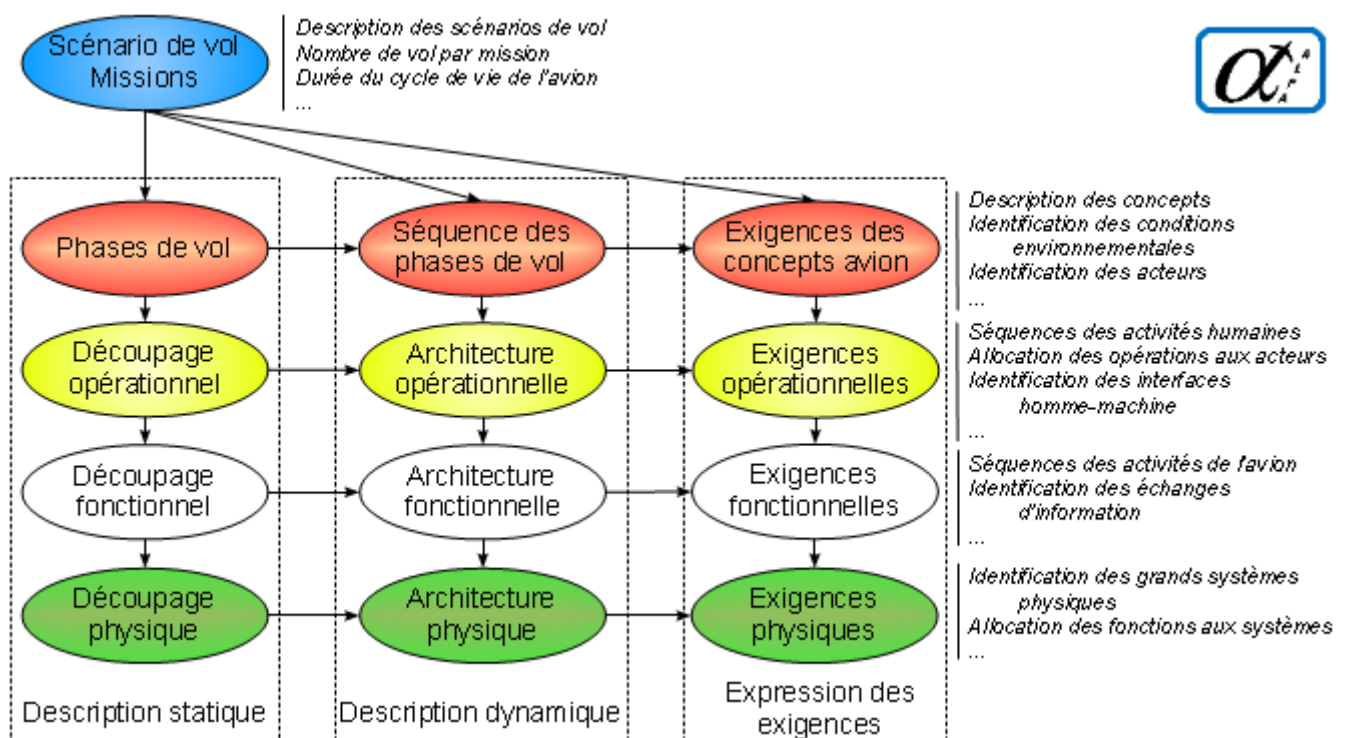 Scénario de vol
Missions
Description des scénarios de vol
Nombre de vol par mission
Durée du cycle de vie de l'avion
...
α
ALFA
Phases de vol
Séquence des
phases de vol
Exigences des
concepts avion
Description des concepts
Identification des conditions
environnementales
Identification des acteurs
...
Découpage
opérationnel
Architecture
opérationnelle
Exigences
opérationnelles
Séquences des activités humaines
Allocation des opérations aux acteurs
Identification des interfaces
homme-machine
...
Découpage
fonctionnel
Architecture
fonctionnelle
Exigences
fonctionnelles
Séquences des activités de l'avion
Identification des échanges
d'information
...
Découpage
physique
Architecture
physique
Exigences
physiques
Identification des grands systèmes
physiques
Allocation des fonctions aux systèmes
...
Description statique
Description dynamique
Expression des
exigences